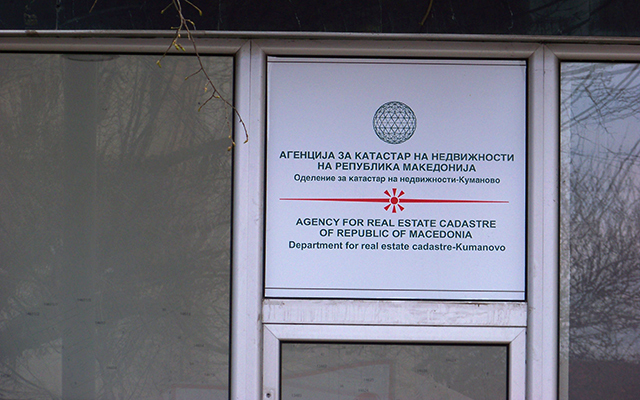 АГЕНЦИЈА ЗА КАТАСТАР НА НЕДВИЖНОСТИ
НА РЕПУБЛИКА МАКЕДОНИЈА
Оделение за катастар на недвижности-Куманово
AGENCY FOR REAL ESTATE CADASTRE
OF REPUBLIC OF MACEDONIA
Department for real estate cadastre-Kumanovo